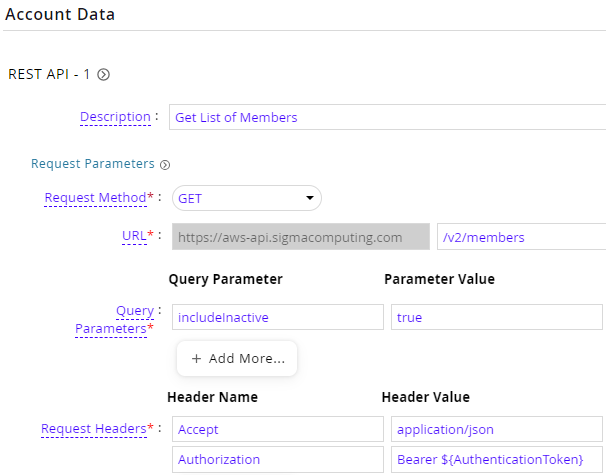 Account Data
REST API - 1
Description : Get List of Members
Request Parameters
Request Method* : GET
URL* : https://aws-api.sigmacomputing.com /v2/members
Query Parameter Parameter Value
Query Parameters* : includeInactive true
+ Add More...
Header Name Header Value
Request Headers* : Accept application/json
Authorization Bearer ${AuthenticationToken}